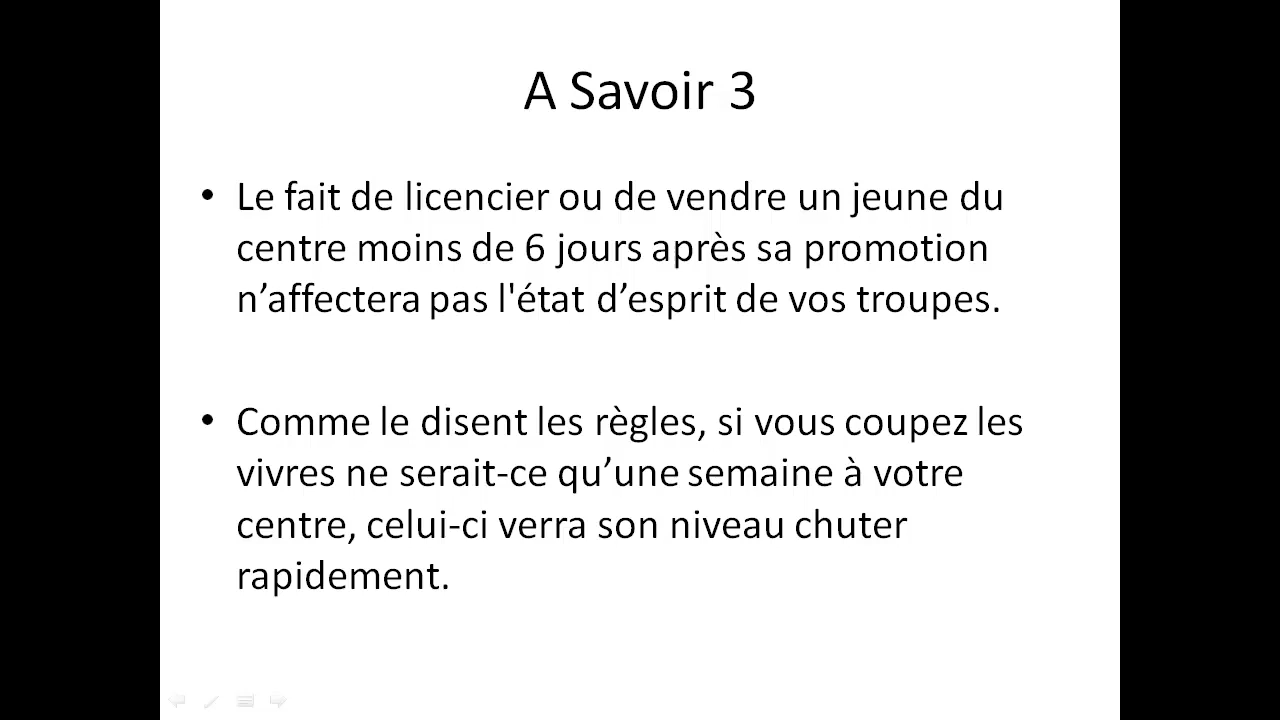 A Savoir 3
• Le fait de licencier ou de vendre un jeune du
centre moins de 6 jours après sa promotion
n’affectera pas l'état d’esprit de vos troupes.
• Comme le disent les règles, si vous coupez les
vivres ne serait-ce qu’une semaine à votre
centre, celui-ci verra son niveau chuter
rapidement.